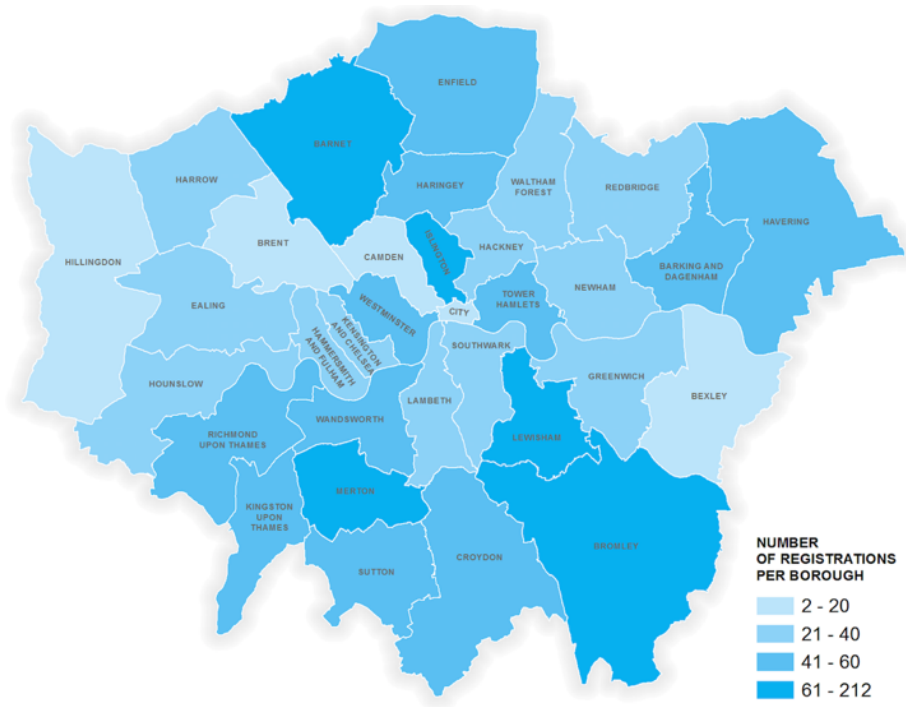 ENFIELD
BARNET
HARROW
HARINGEY
WALTHAM
FOREST
REDBRIDGE
HAVERING
BRENT
CAMDEN
ISLINGTON
HACKNEY
HILLINGDON
BARKING AND
DAGENHAM
EALING
WESTMINSTER
CITY
TOWER
HAMLETS
NEWHAM
KENSINGTON
AND CHELSEA
HAMMERSMITH
AND FULHAM
SOUTHWARK
HOUNSLOW
GREENWICH
BEXLEY
LAMBETH
WANDSWORTH
RICHMOND
UPON THAMES
LEWISHAM
MERTON
KINGSTON
UPON
THAMES
BROMLEY
CROYDON
SUTTON
NUMBER
OF REGISTRATIONS
PER BOROUGH
2 - 20
21 - 40
41 - 60
61 - 212